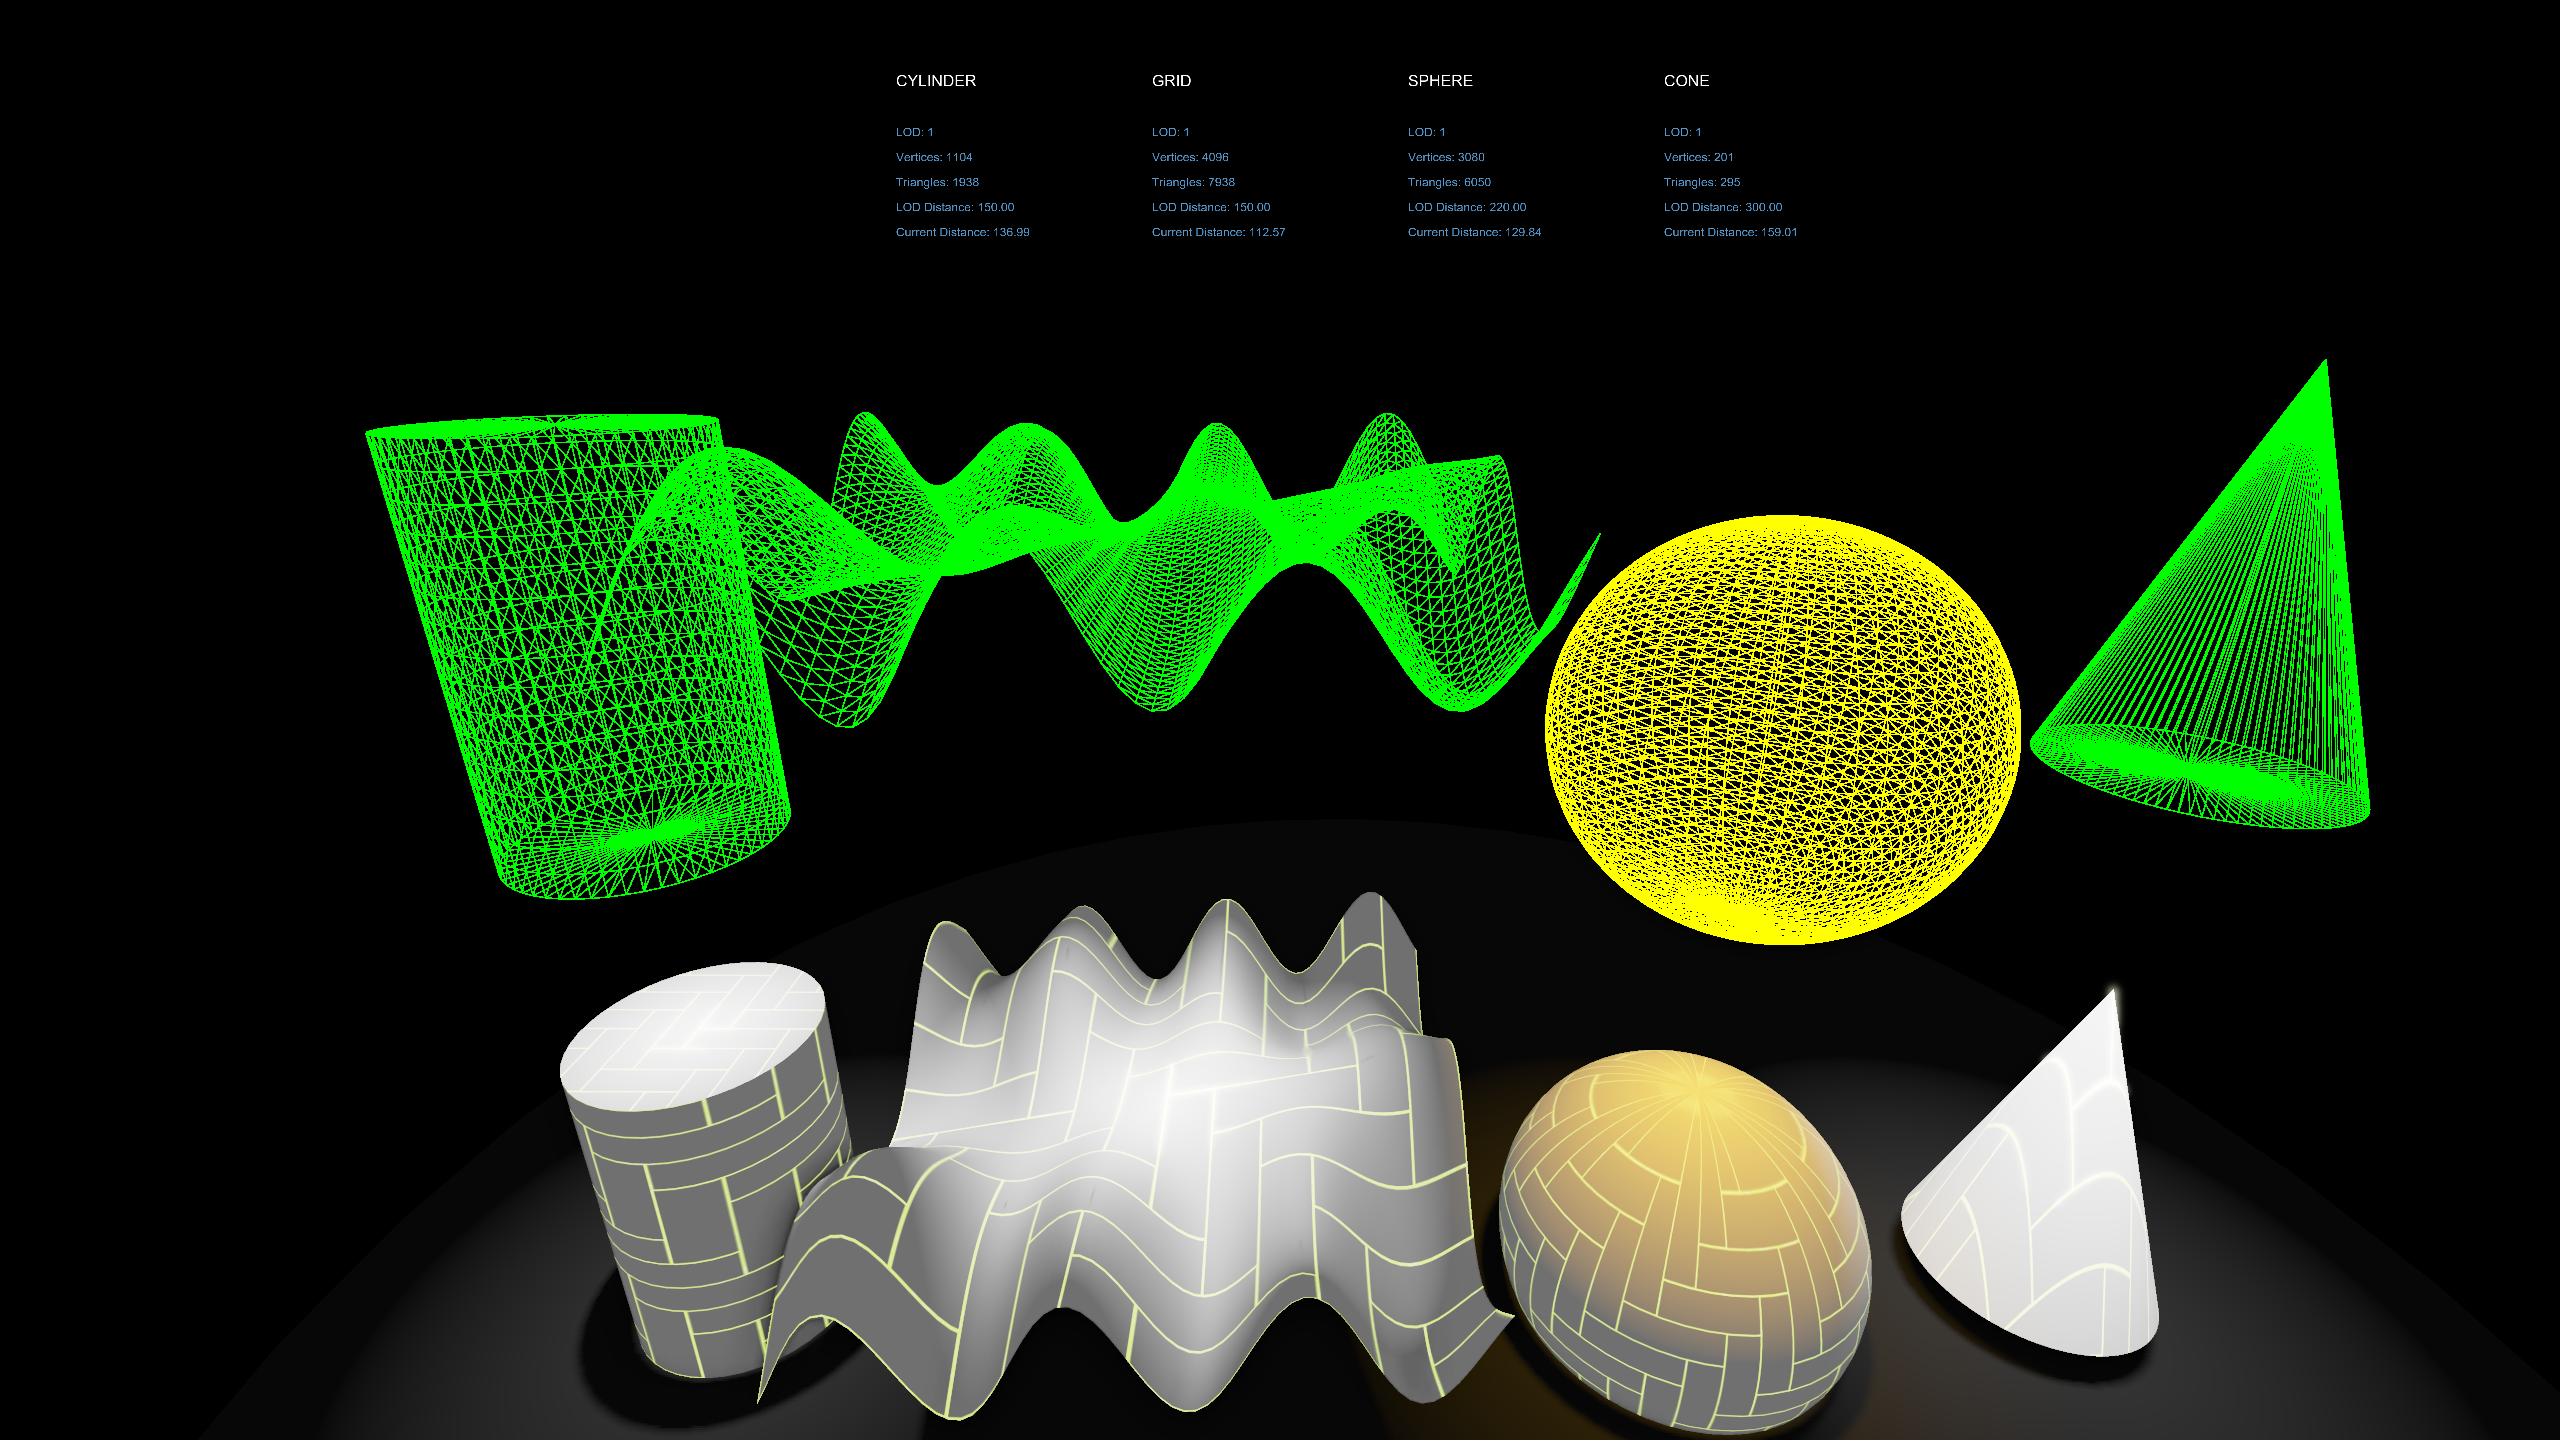 CYLINDER
LOD: 1
Vertices: 1104
Triangles: 1938
LOD Distance: 150.00
Current Distance: 136.99
GRID
LOD: 1
Vertices: 4096
Triangles: 7938
LOD Distance: 150.00
Current Distance: 112.57
SPHERE
LOD: 1
Vertices: 3080
Triangles: 6050
LOD Distance: 220.00
Current Distance: 129.84
CONE
LOD: 1
Vertices: 201
Triangles: 295
LOD Distance: 300.00
Current Distance: 159.01